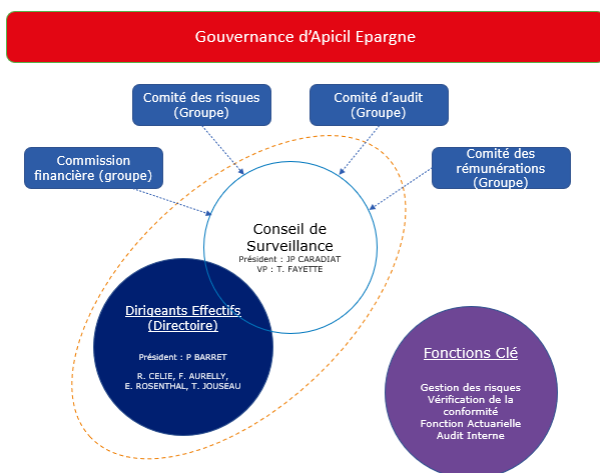 Gouvernance d'Apicil Epargne
Comité des risques
(Groupe)
Comité d'audit
(Groupe)
Commission
financière (groupe)
Comité des
rémunérations
(Groupe)
Conseil de
Surveillance
Président : JP CARADIAT
VP : T. FAYETTE
Dirigeants Effectifs
(Directoire)
Président : P BARRET
R. CELIE, F. AURELLY,
E. ROSENTHAL, T. JOUSEAU
Fonctions Clé
Gestion des risques
Vérification de la
conformité
Fonction Actuarielle
Audit Interne